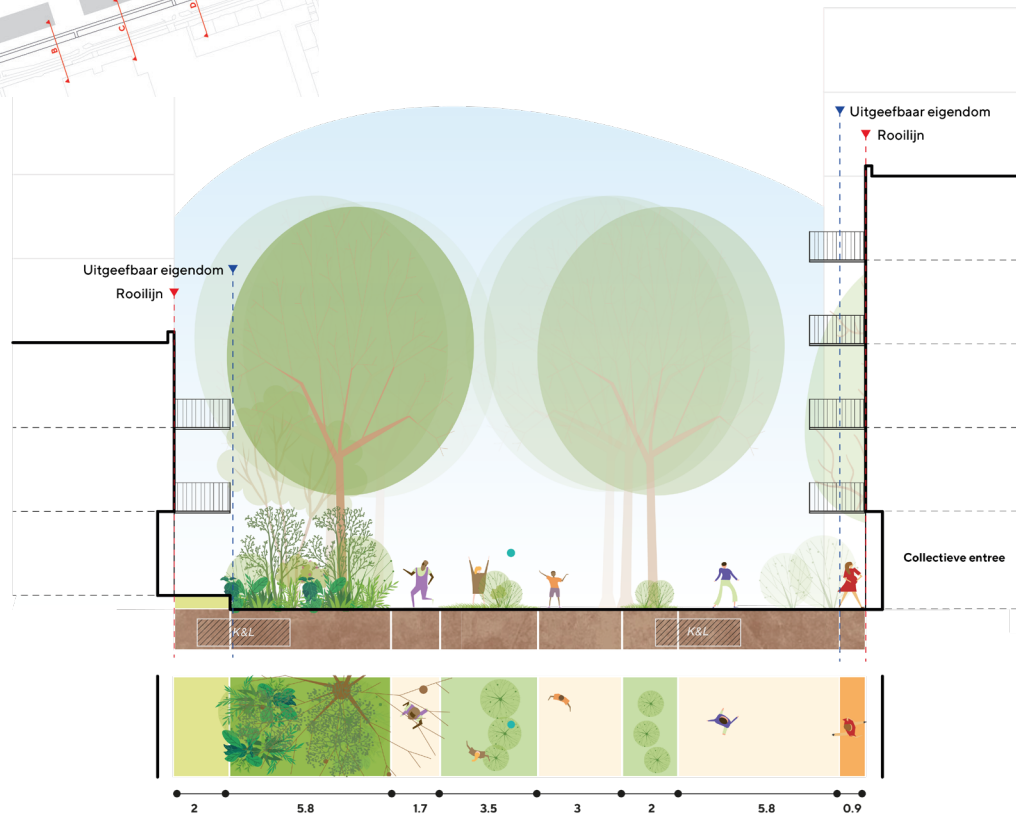 B
C
D
Uitgeefbaar eigendom
Rooilijn
Uitgeefbaar eigendom
Rooilijn
Collectieve entree
K&L
K&L
2 5.8 1.7 3.5 3 2 5.8 0.9